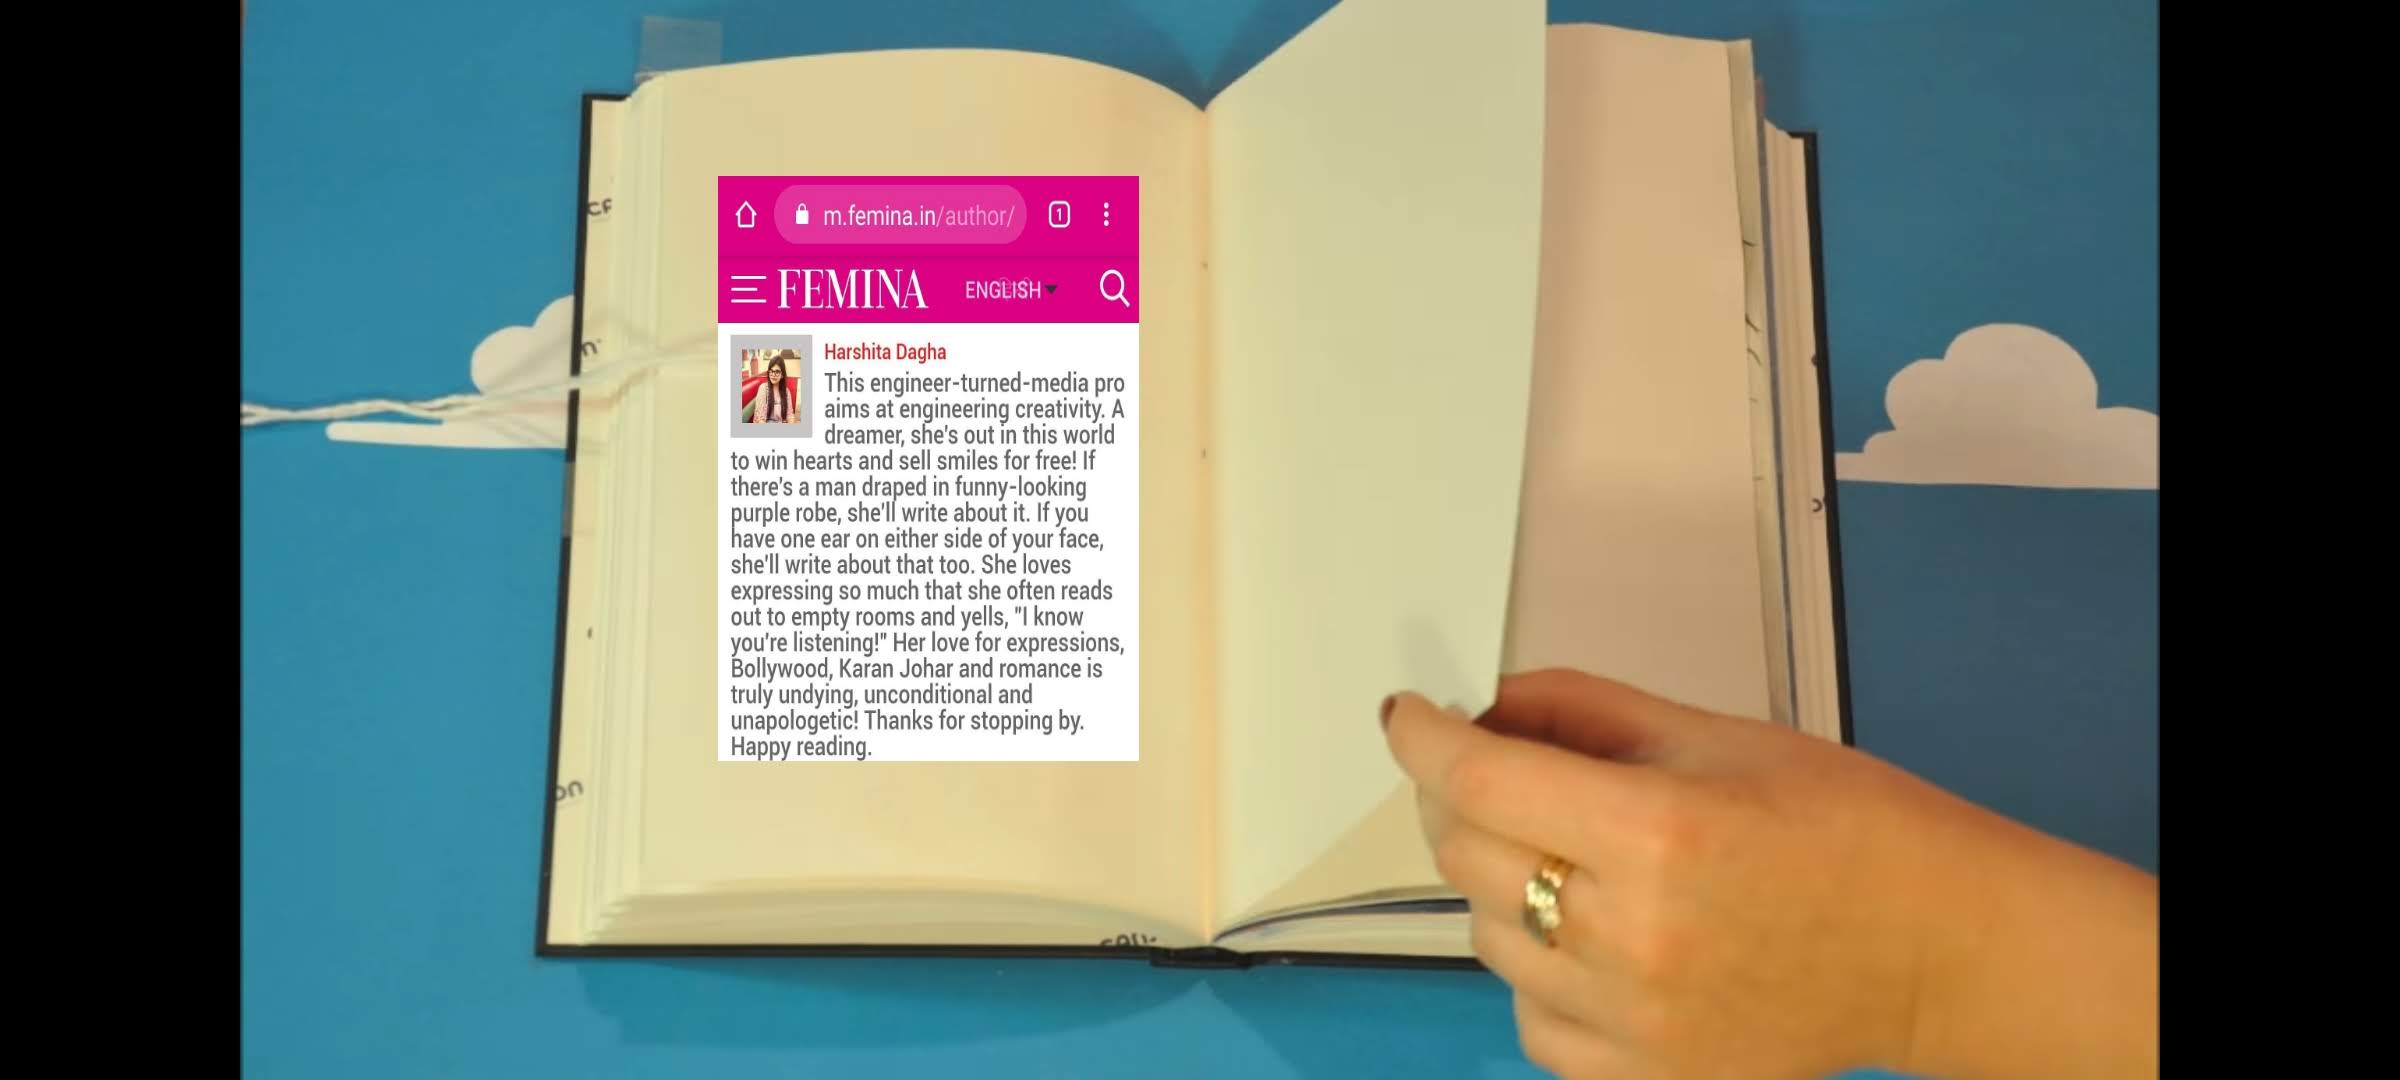 m.femina.in/author/
1
FEMINA
ENGLISH
Harshita Dagha
This engineer-turned-media pro
aims at engineering creativity. A
dreamer, she's out in this world
to win hearts and sell smiles for free! If
there's a man draped in funny-looking
purple robe, she'll write about it. If you
have one ear on either side of your face,
she'll write about that too. She loves
expressing so much that she often reads
out to empty rooms and yells, "I know
you're listening!" Her love for expressions,
Bollywood, Karan Johar and romance is
truly undying, unconditional and
unapologetic! Thanks for stopping by.
Happy reading.